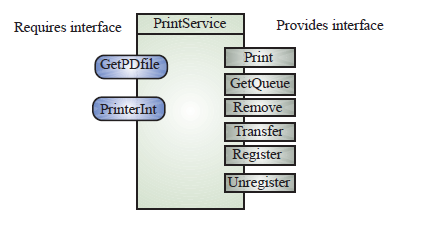 Requires interface
PrintService
Provides interface
GetPDfile
PrinterInt
Print
GetQueue
Remove
Transfer
Register
Unregister